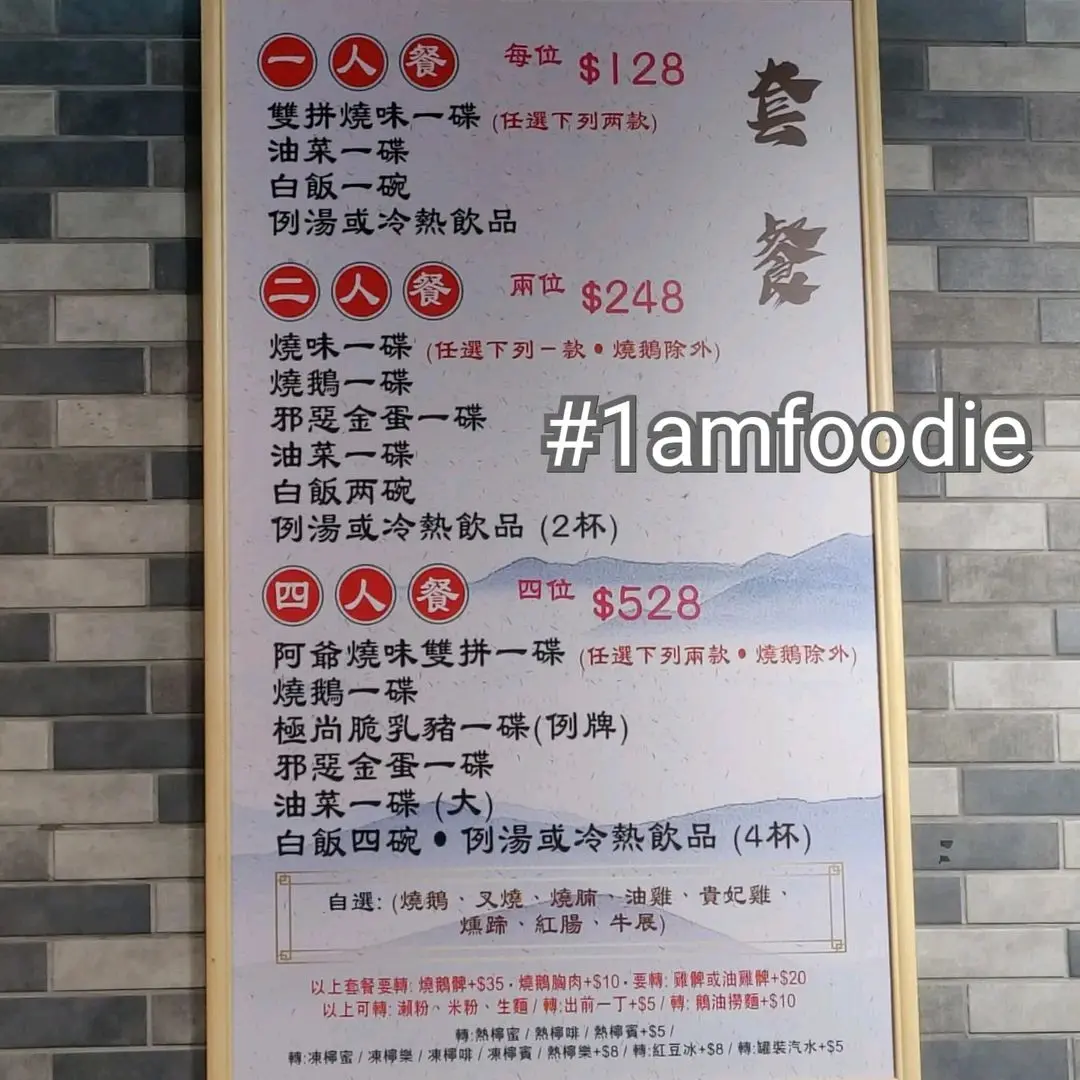 套餐
一人餐 每位 $128
雙拼燒味一碟 (任選下列两款)
油菜一碟
白飯一碗
例湯或冷熱飲品
二人餐 兩位 $248
燒味一碟 (任選下列一款•燒鵝除外)
燒鵝一碟
邪惡金蛋一碟
#1amfoodie
油菜一碟
白飯两碗
例湯或冷熱飲品 (2杯)
四人餐 四位 $528
阿爺燒味雙拼一碟 (任選下列兩款•燒鵝除外)
燒鵝一碟
極尚脆乳豬一碟(例牌)
邪惡金蛋一碟
油菜一碟 (大)
白飯四碗•例湯或冷熱飲品 (4杯)
自選: (燒鵝、叉燒、燒腩、油雞、貴妃雞、
燻蹄、紅腸、牛展)
以上套餐要轉: 燒鵝髀+$35·燒鵝胸肉+$10·要轉: 雞髀或油雞髀+$20
以上可轉: 瀨粉、米粉、生麵 / 轉:出前一丁+$5 / 轉: 鵝油撈麵+$10
轉:熱檸蜜 / 熱檸啡 / 熱檸賓+$5 /
轉:凍檸蜜 / 凍檸樂 / 凍檸啡 / 凍檸賓 / 熱檸樂+$8 / 轉:紅豆冰+$8 / 轉:罐裝汽水+$5